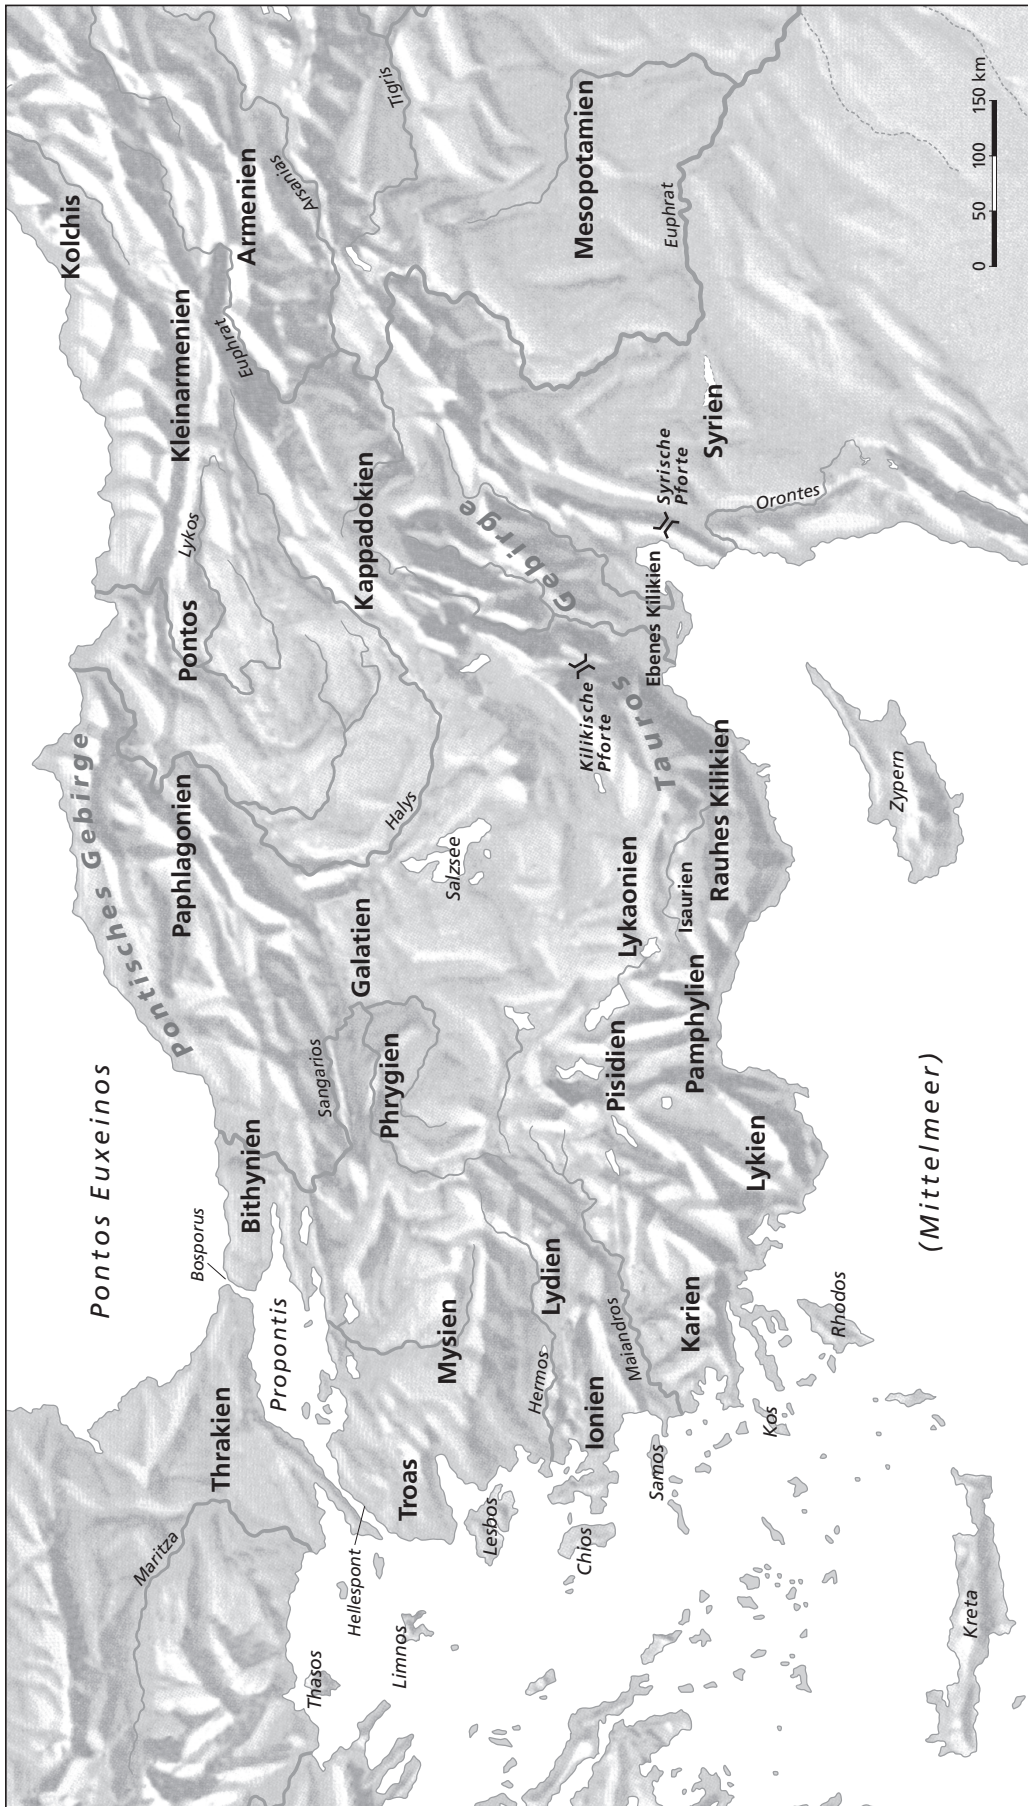 Pontos Euxeinos
Pontisches Gebirge
Kolchis
Maritza
Thrakien
Bosporus
Bithynien
Paphlagonien
Pontos
Lykos
Kleinarmenien
Euphrat
Armenien
Arsanias
Tigris
Thasos
Hellespont
Propontis
Sangarios
Galatien
Halys
Kappadokien
Limnos
Troas
Mysien
Phrygien
Salzsee
Gebirge
Lesbos
Hermos
Lydien
Chios
Ionien
Maiandros
Pisidien
Lykaonien
Kilikische
Pforte
Tauros
Mesopotamien
Samos
Karien
Pamphylien
Isaurien
Rauhes Kilikien
Ebenes Kilikien
Syrische
Pforte
Syrien
Euphrat
Kos
Lykien
Orontes
Rhodos
Zypern
Kreta
(Mittelmeer)
0 50 100 150 km